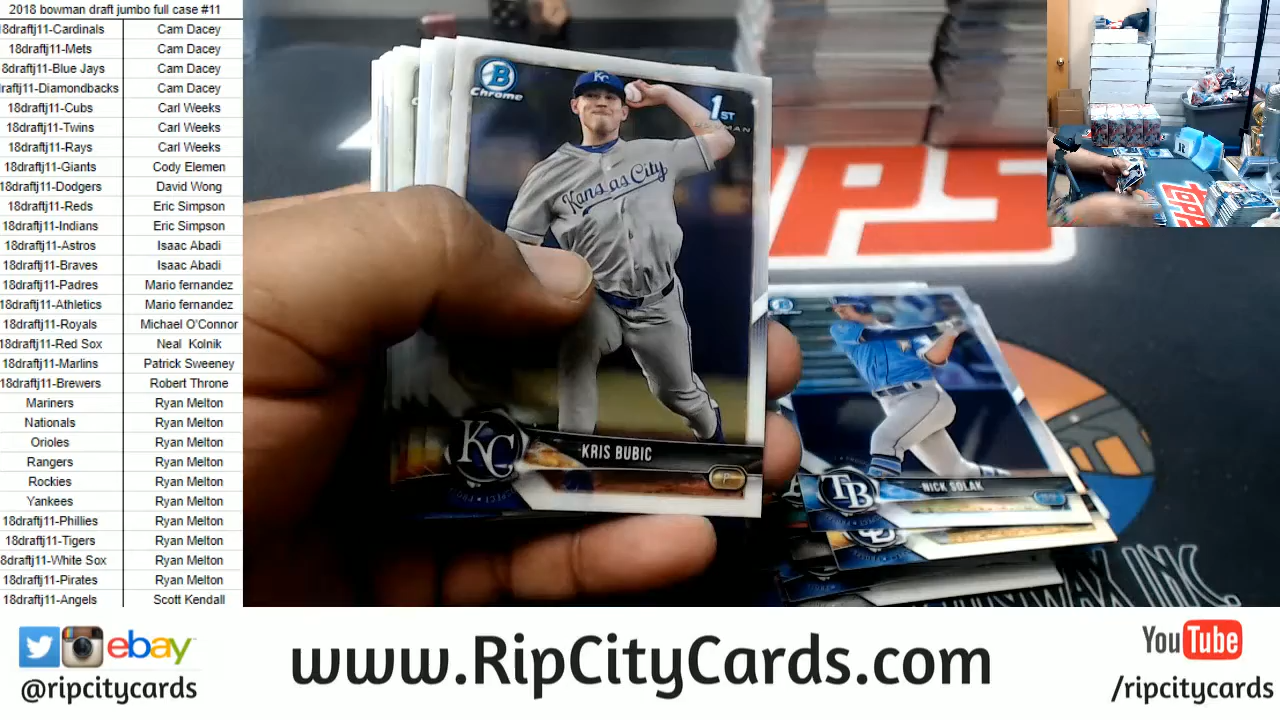 2018 bowman draft jumbo full case #11
18draftj11-Cardinals Cam Dacey
18draftj11-Mets Cam Dacey
18draftj11-Blue Jays Cam Dacey
draftj11-Diamondbacks Cam Dacey
18draftj11-Cubs Carl Weeks
18draftj11-Twins Carl Weeks
18draftj11-Rays Carl Weeks
18draftj11-Giants Cody Elemen
18draftj11-Dodgers David Wong
18draftj11-Reds Eric Simpson
18draftj11-Indians Eric Simpson
18draftj11-Astros Isaac Abadi
18draftj11-Braves Isaac Abadi
18draftj11-Padres Mario fernandez
18draftj11-Athletics Mario fernandez
18draftj11-Royals Michael O'Connor
18draftj11-Red Sox Neal Kolnik
18draftj11-Marlins Patrick Sweeney
18draftj11-Brewers Robert Throne
Mariners Ryan Melton
Nationals Ryan Melton
Orioles Ryan Melton
Rangers Ryan Melton
Rockies Ryan Melton
Yankees Ryan Melton
18draftj11-Phillies Ryan Melton
18draftj11-Tigers Ryan Melton
8draftj11-White Sox Ryan Melton
18draftj11-Pirates Ryan Melton
18draftj11-Angels Scott Kendall
B
Chrome
KC
1ST
Kansas City
KC
KRIS BUBIC
P
TB
NICK SOLAK
ebay
@ripcitycards
www.RipCityCards.com
YouTube
/ripcitycards